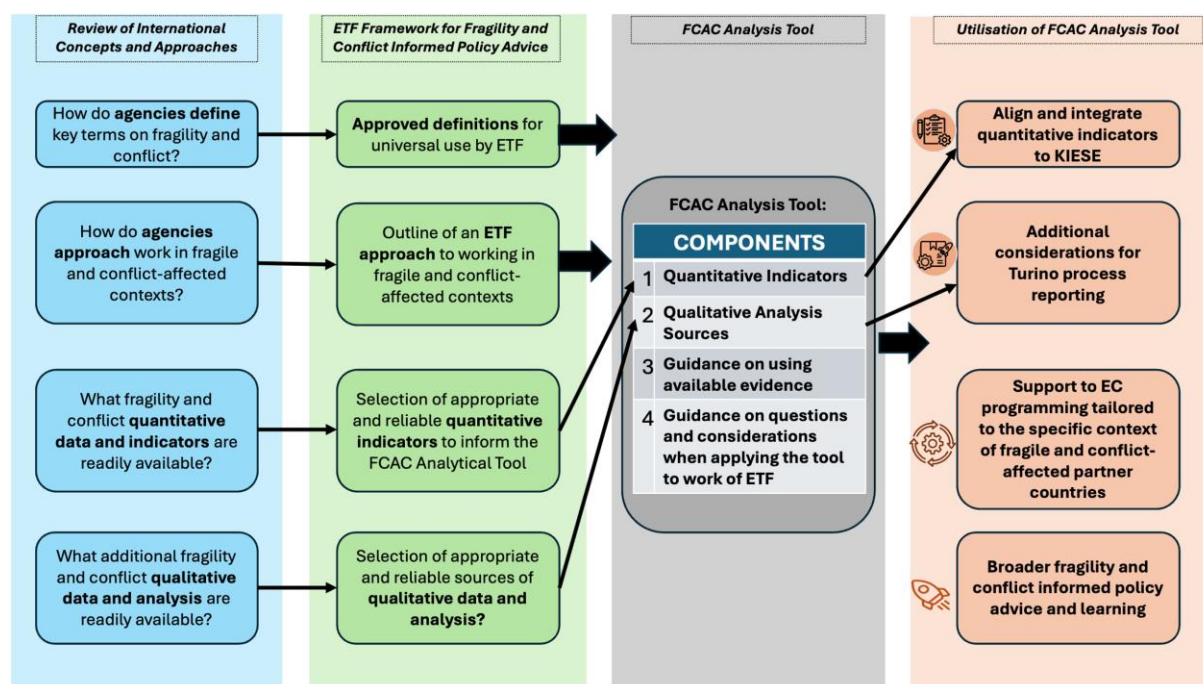 Review of International
Concepts and Approaches
How do agencies define
key terms on fragility and
conflict?
How do agencies
approach work in fragile
and conflict-affected
contexts?
What fragility and
conflict quantitative
data and indicators are
readily available?
What additional fragility
and conflict qualitative
data and analysis are
readily available?
ETF Framework for Fragility and
Conflict Informed Policy Advice
Approved definitions for
universal use by ETF
Outline of an ETF
approach to working in
fragile and conflict-
affected contexts
Selection of appropriate
and reliable quantitative
indicators to inform the
FCAC Analytical Tool
Selection of appropriate
and reliable sources of
qualitative data and
analysis?
FCAC Analysis Tool
FCAC Analysis Tool:
COMPONENTS
1 Quantitative Indicators
2 Qualitative Analysis
Sources
3 Guidance on using
available evidence
4 Guidance on questions
and considerations
when applying the tool
to work of ETF
Utilisation of FCAC Analysis Tool
Align and integrate
quantitative indicators
to KIESE
Additional
considerations for
Turino process
reporting
Support to EC
programming tailored
to the specific context
of fragile and conflict-
affected partner
countries
Broader fragility and
conflict informed policy
advice and learning